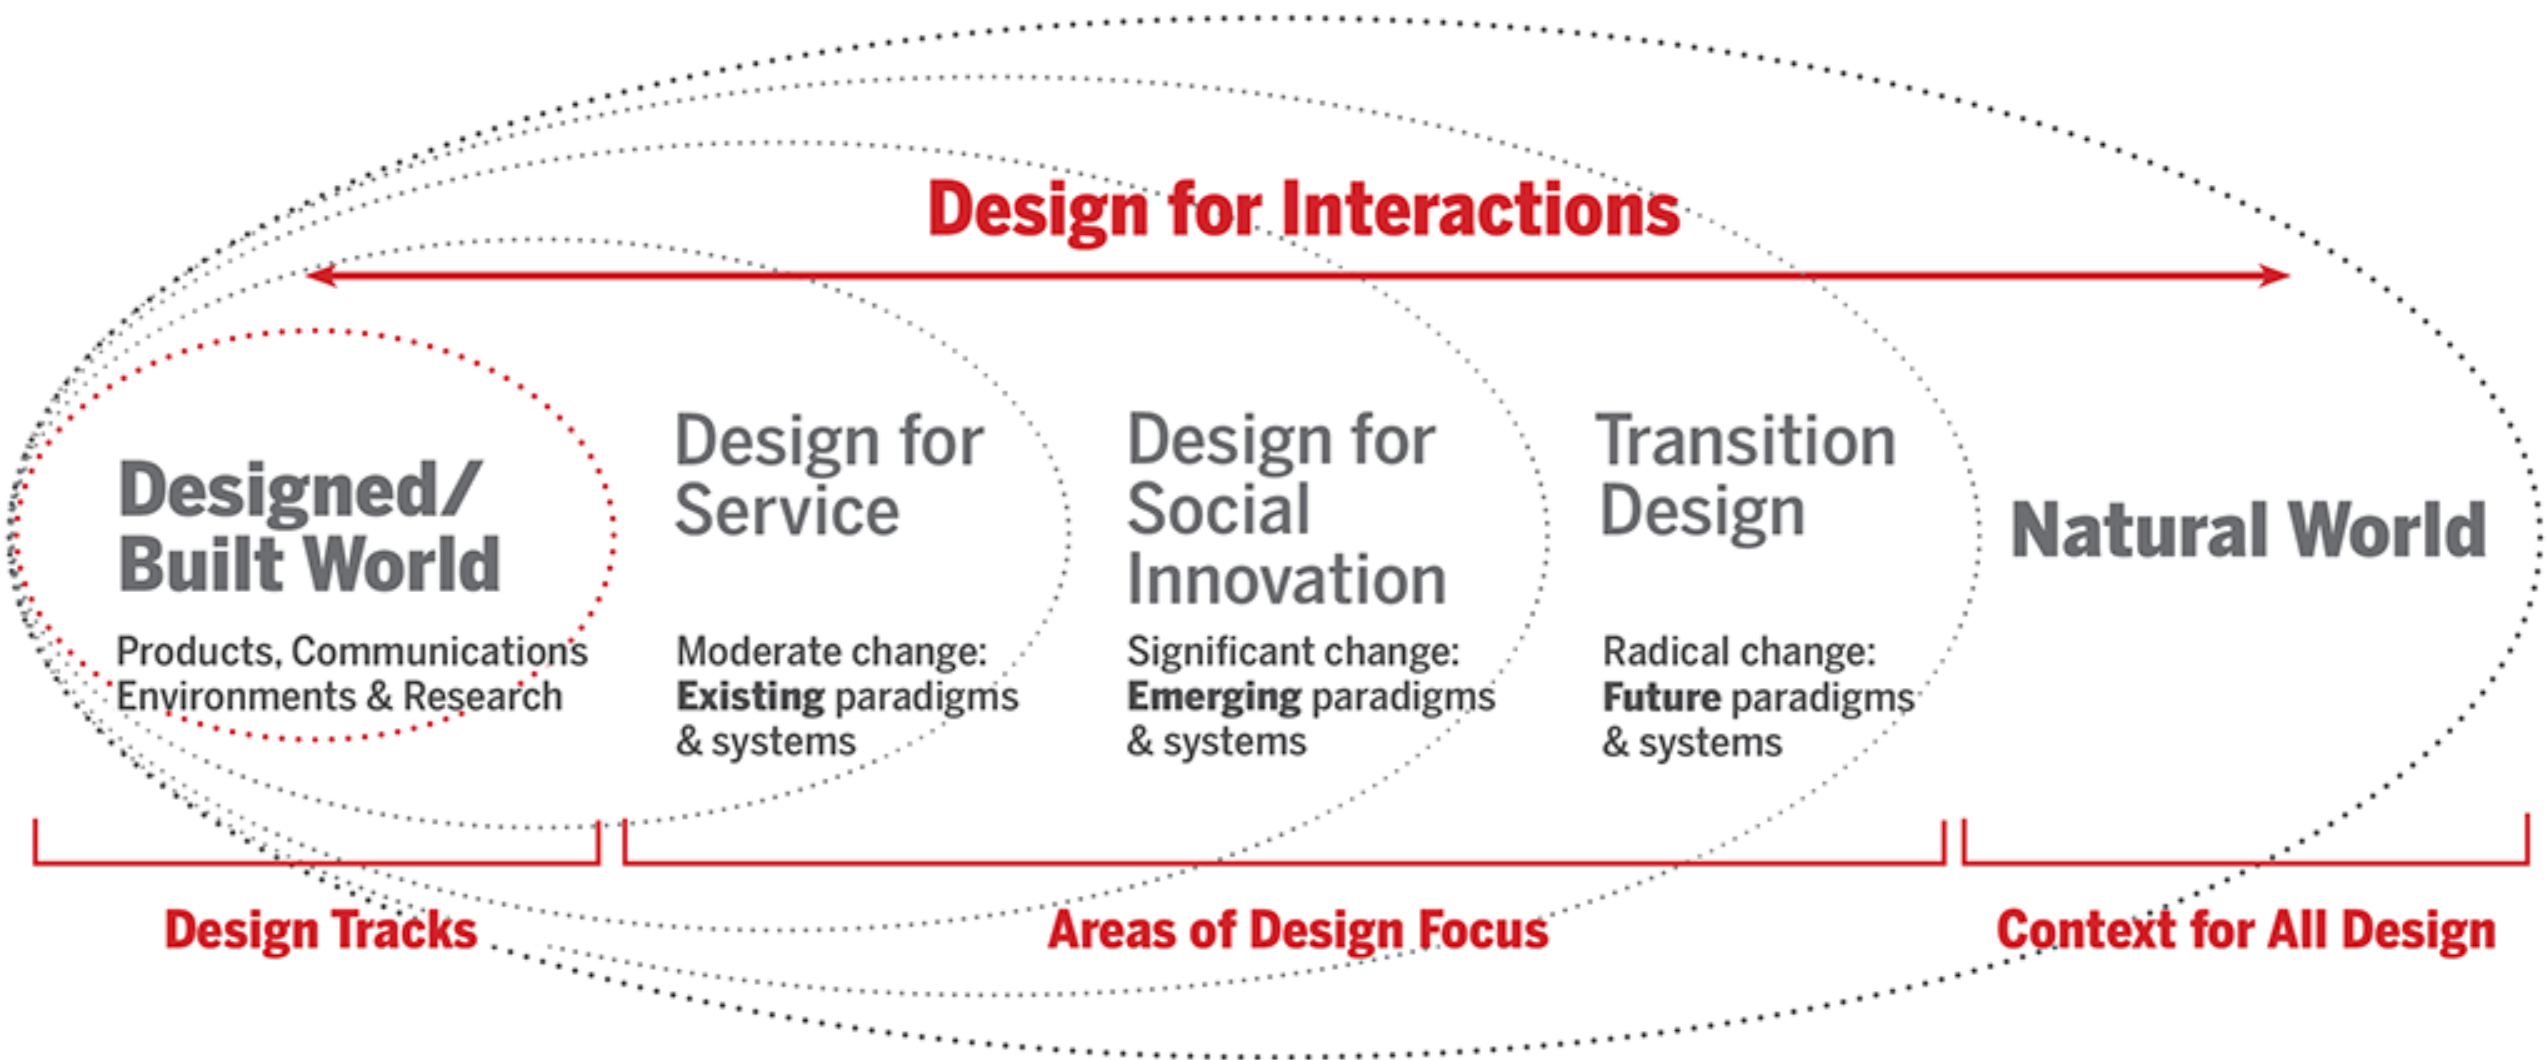 Design for Interactions
Designed/
Built World
Products, Communications
Environments & Research
Design for
Service
Moderate change:
Existing paradigms
& systems
Design for
Social
Innovation
Significant change:
Emerging paradigms
& systems
Transition
Design
Radical change:
Future paradigms
& systems
Natural World
Design Tracks
Areas of Design Focus
Context for All Design